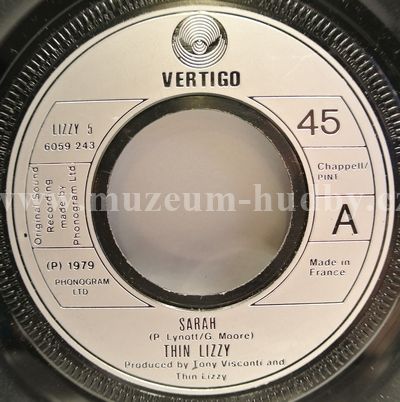 VERTIGO
LIZZY 5
6059 243
45
Original Sound
Recording
made by
Phonogram Ltd
Chappell/
PINT
A
(P) 1979
PHONOGRAM
LTD
Made in
France
www.muzeum-hudby.cz
SARAH
(P. Lynott/G. Moore)
THIN LIZZY
Produced by Tony Visconti and
Thin Lizzy